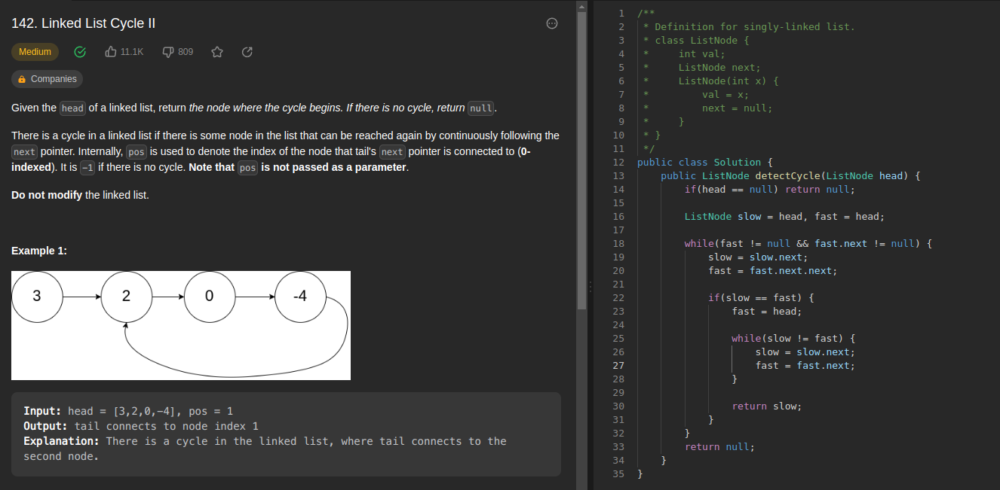 142. Linked List Cycle II
Medium 11.1K 809
Companies
Given the head of a linked list, return the node where the cycle begins. If there is no cycle, return null.
There is a cycle in a linked list if there is some node in the list that can be reached again by continuously following the
next pointer. Internally, pos is used to denote the index of the node that tail's next pointer is connected to (0-
indexed). It is -1 if there is no cycle. Note that pos is not passed as a parameter.
Do not modify the linked list.
Example 1:
3 2 0 -4
Input: head = [3,2,0,-4], pos = 1
Output: tail connects to node index 1
Explanation: There is a cycle in the linked list, where tail connects to the
second node.
1 /**
2 * Definition for singly-linked list.
3 * class ListNode {
4 *     int val;
5 *     ListNode next;
6 *     ListNode(int x) {
7 *         val = x;
8 *         next = null;
9 *     }
10 * }
11 */
12 public class Solution {
13     public ListNode detectCycle(ListNode head) {
14         if(head == null) return null;
15
16         ListNode slow = head, fast = head;
17
18         while(fast != null && fast.next != null) {
19             slow = slow.next;
20             fast = fast.next.next;
21
22             if(slow == fast) {
23                 fast = head;
24
25                 while(slow != fast) {
26                     slow = slow.next;
27                     fast = fast.next;
28                 }
29
30                 return slow;
31             }
32         }
33         return null;
34     }
35 }